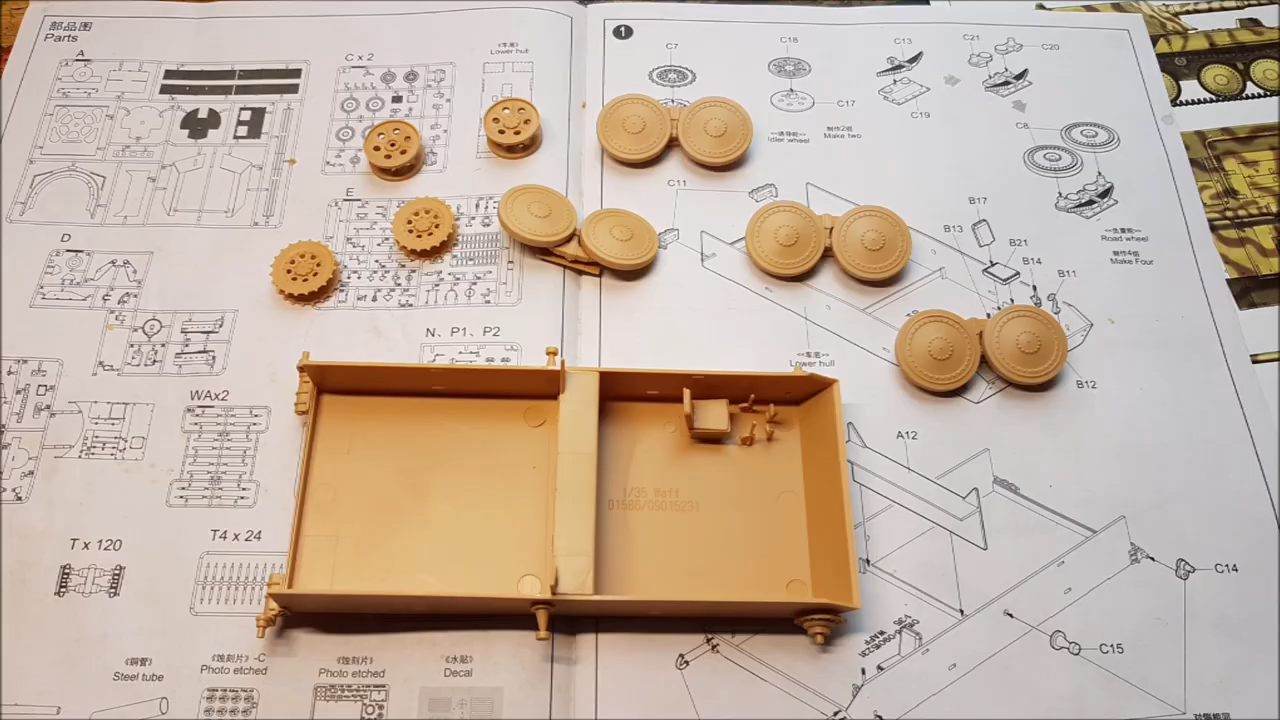 部品图
Parts
A
C x 2
《车底》
Lower hull
E
D
N、P1、P2
WAx2
T x 120
T4 x 24
《铜管》
Steel tube
《蚀刻片》-C
Photo etched
《蚀刻片》
Photo etched
《水贴》
Decal
1
C7
C18
C17
《诱导轮》
Idler wheel
制作2组
Make two
C13
C19
C21
C20
C8
<<负重轮>>
Road wheel
制作4组
Make Four
C11
B17
B13
B21
B14
B11
B12
<<车底>>
Lower hull
1/35 Waff
01586/09015231
A12
C14
C15